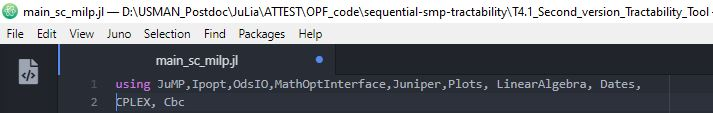 main_sc_milp.jl — D:\USMAN_Postdoc\JuLia\ATTEST\OPF_code\sequential-smp-tractability\T4.1_Second_version_Tractability_Tool -
File Edit View Juno Selection Find Packages Help
main_sc_milp.jl
1 using JuMP,Ipopt,OdsIO,MathOptInterface,Juniper,Plots, LinearAlgebra, Dates,
2 CPLEX, Cbc